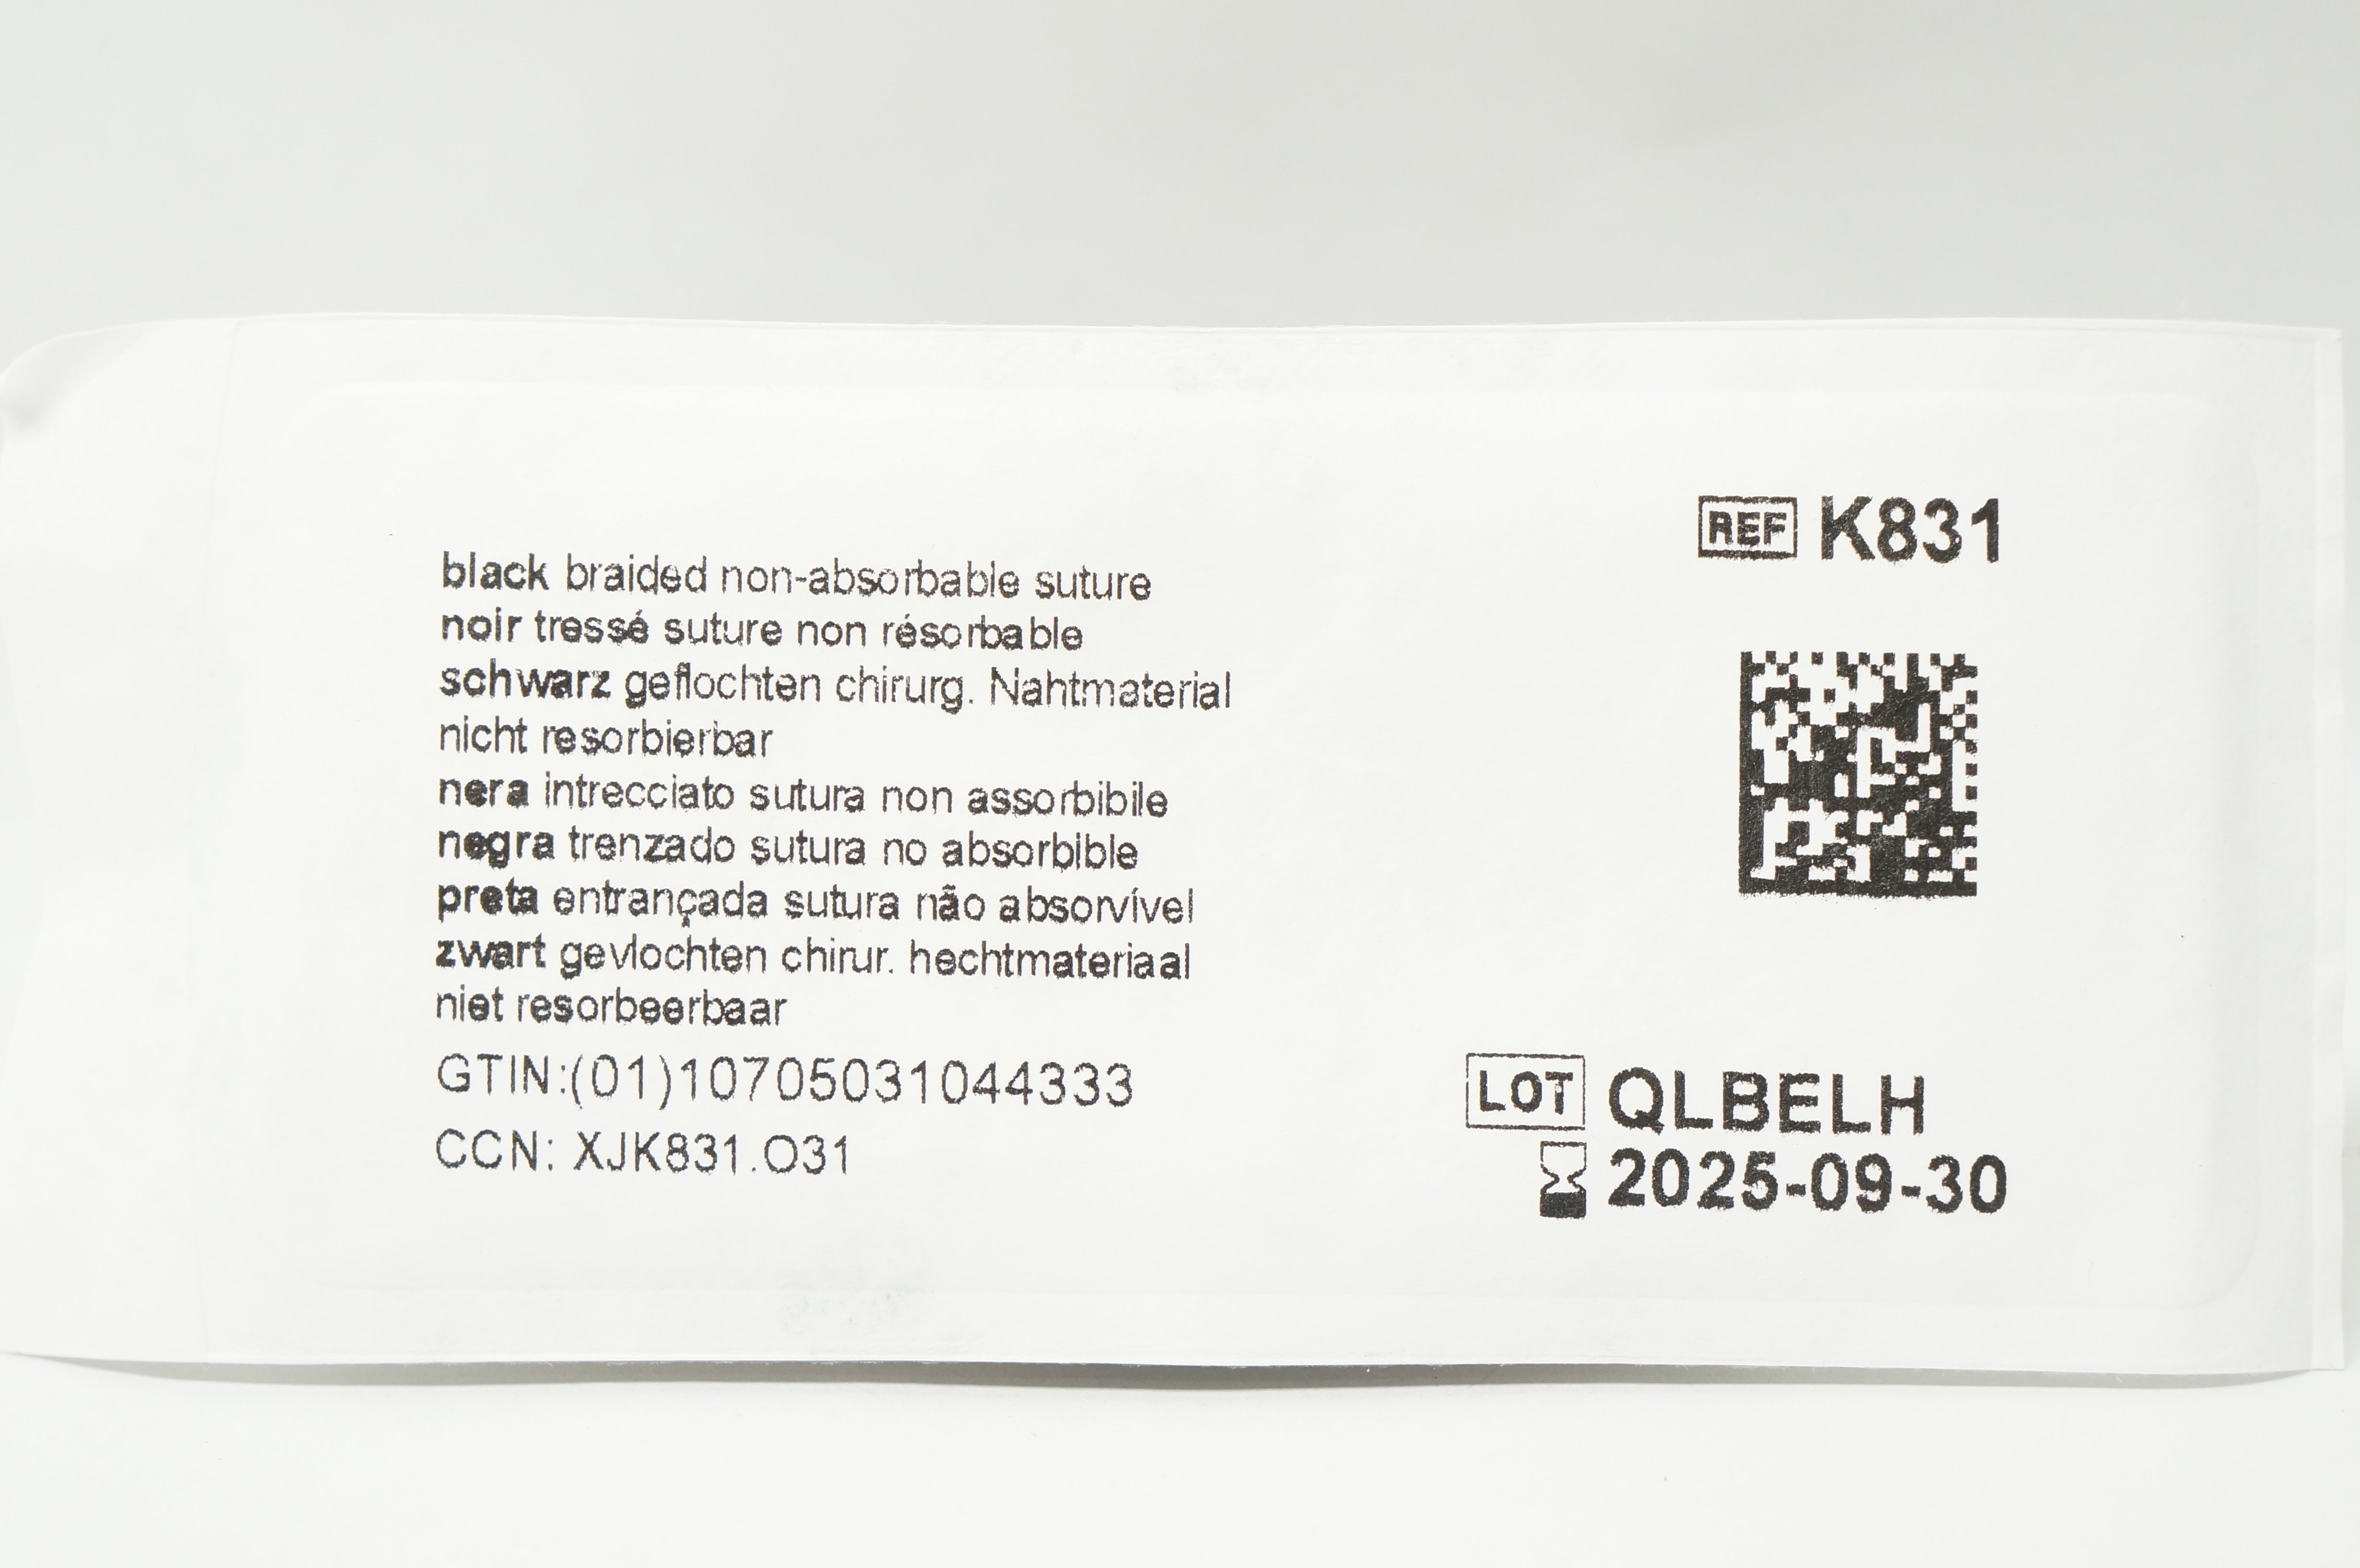 black braided non-absorbable suture
noir tressé suture non résorbable
schwarz geflochten chirurg. Nahtmaterial
nicht resorbierbar
nera intrecciato sutura non assorbibile
negra trenzado sutura no absorbible
preta entrançada sutura não absorvível
zwart gevlochten chirur. hechtmateriaal
niet resorbeerbaar
GTIN:(01)10705031044333
CCN: XJK831.O31
REF K831
LOT QLBELH
2025-09-30